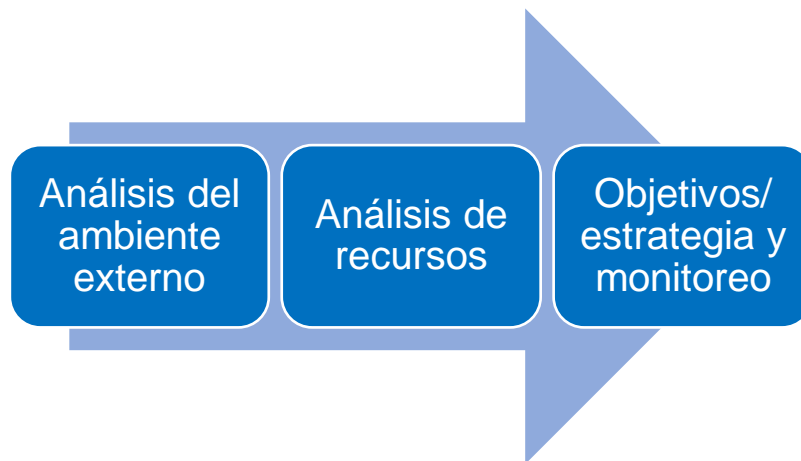 Análisis del
ambiente
externo
Análisis de
recursos
Objetivos/
estrategia y
monitoreo